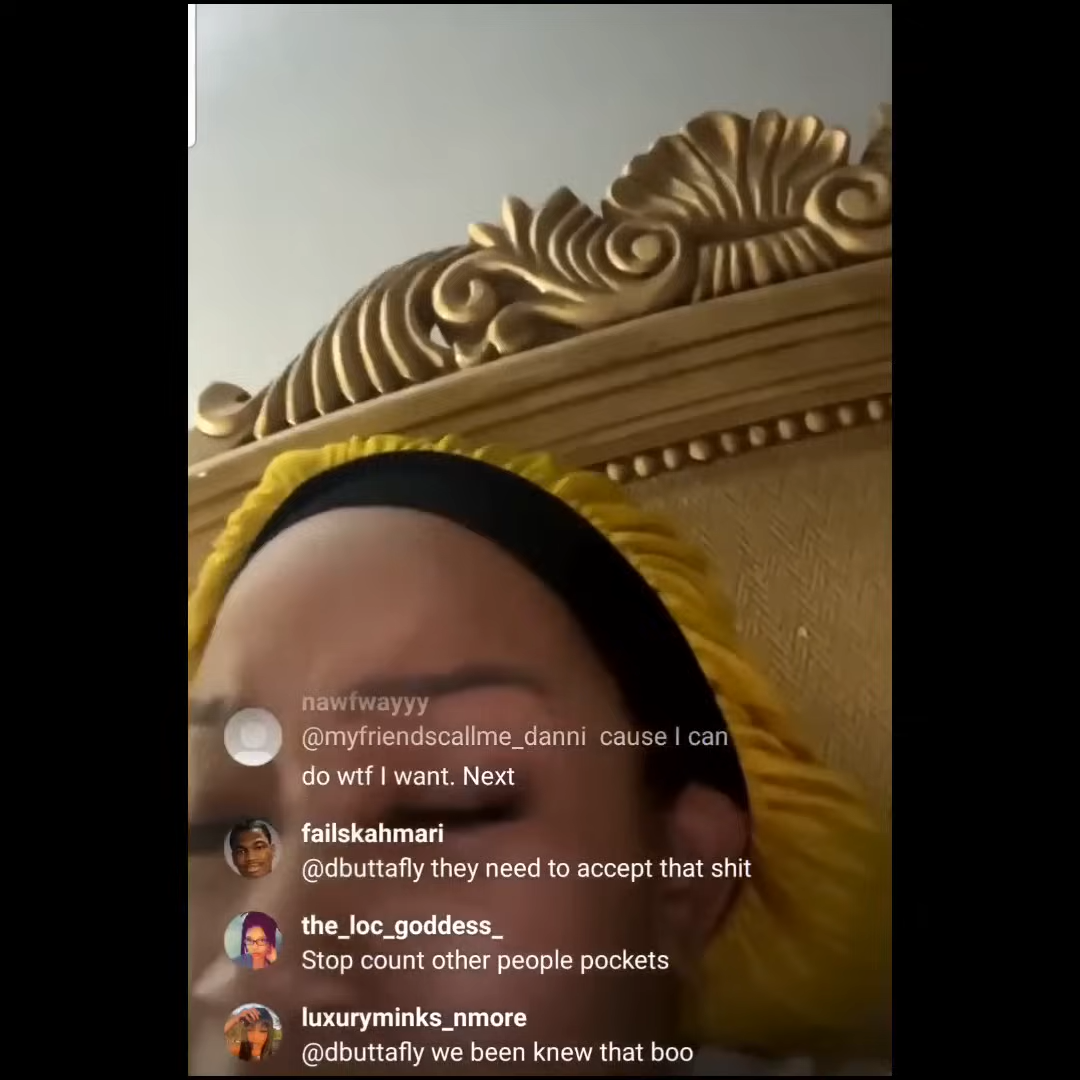 nawfwayyy
@myfriendscallme_danni cause I can
do wtf I want. Next
failskahmari
@dbuttafly they need to accept that shit
the_loc_goddess_
Stop count other people pockets
luxuryminks_nmore
@dbuttafly we been knew that boo